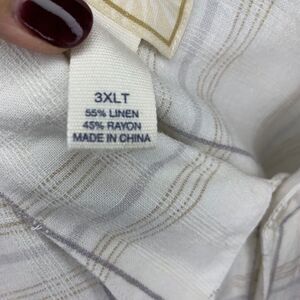 3XLT
55% LINEN
45% RAYON
MADE IN CHINA